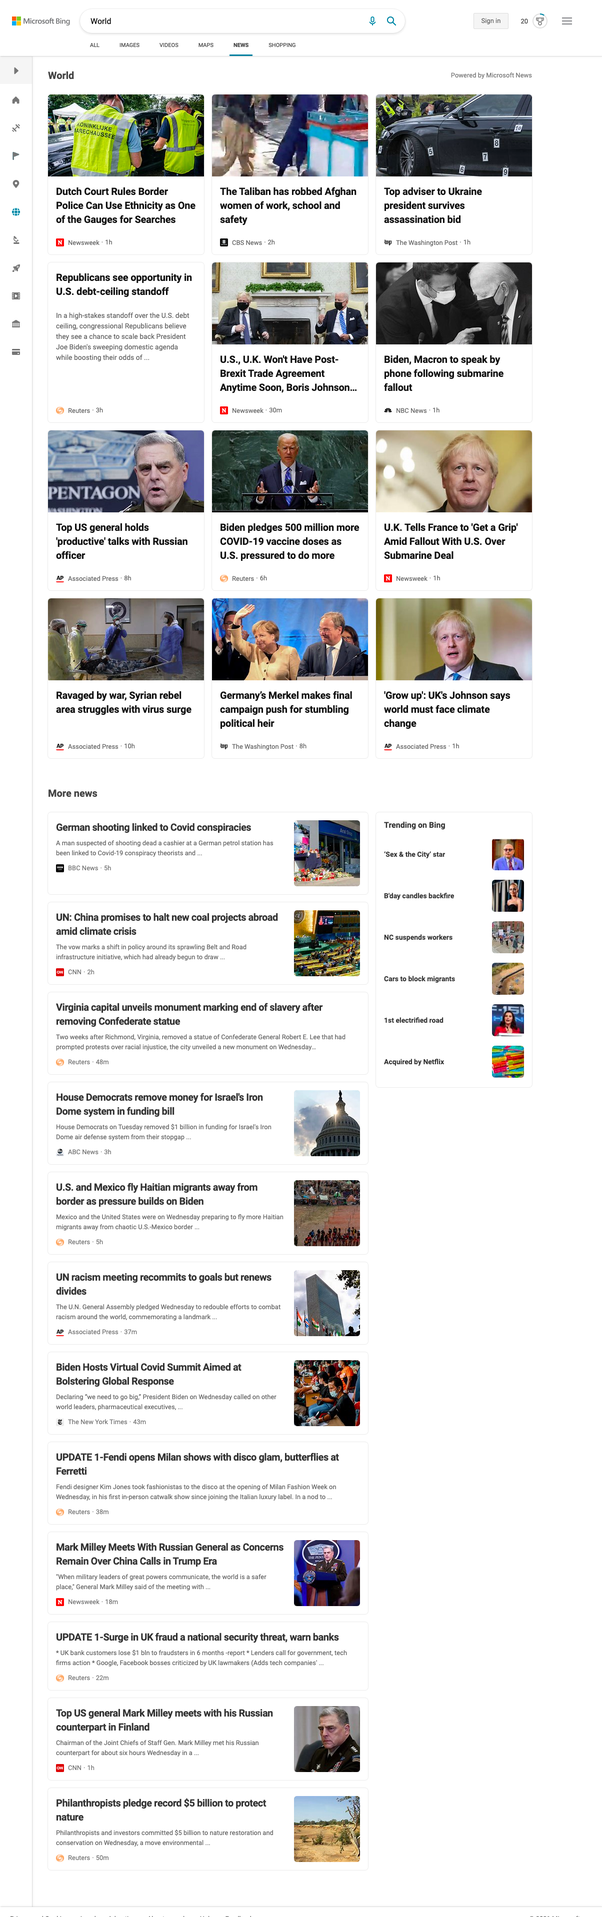 Microsoft Bing
World
Sign in
20
ALL IMAGES VIDEOS MAPS NEWS SHOPPING
World
Powered by Microsoft News
Dutch Court Rules Border
Police Can Use Ethnicity as One
of the Gauges for Searches
Newsweek · 1h
The Taliban has robbed Afghan
women of work, school and
safety
CBS News · 2h
Top adviser to Ukraine
president survives
assassination bid
The Washington Post · 1h
Republicans see opportunity in
U.S. debt-ceiling standoff
In a high-stakes standoff over the U.S. debt
ceiling, congressional Republicans believe
they see a chance to scale back President
Joe Biden's sweeping domestic agenda
while boosting their odds of ...
Reuters · 3h
U.S., U.K. Won't Have Post-
Brexit Trade Agreement
Anytime Soon, Boris Johnson...
Newsweek · 30m
Biden, Macron to speak by
phone following submarine
fallout
NBC News · 1h
PENTAGON
Top US general holds
'productive' talks with Russian
officer
Associated Press · 8h
Biden pledges 500 million more
COVID-19 vaccine doses as
U.S. pressured to do more
Reuters · 6h
U.K. Tells France to 'Get a Grip'
Amid Fallout With U.S. Over
Submarine Deal
Newsweek · 1h
Ravaged by war, Syrian rebel
area struggles with virus surge
Associated Press · 10h
Germany's Merkel makes final
campaign push for stumbling
political heir
The Washington Post · 8h
'Grow up': UK's Johnson says
world must face climate
change
Associated Press · 1h
More news
German shooting linked to Covid conspiracies
A man suspected of shooting dead a cashier at a German petrol station has
been linked to Covid-19 conspiracy theorists and ...
BBC News · 5h
UN: China promises to halt new coal projects abroad
amid climate crisis
The vow marks a shift in policy around its sprawling Belt and Road
infrastructure initiative, which had already begun to draw ...
CNN · 2h
Virginia capital unveils monument marking end of slavery after
removing Confederate statue
Two weeks after Richmond, Virginia, removed a statue of Confederate General Robert E. Lee that had
prompted protests over racial injustice, the city unveiled a new monument on Wednesday...
Reuters · 48m
House Democrats remove money for Israel's Iron
Dome system in funding bill
House Democrats on Tuesday removed $1 billion in funding for Israel's Iron
Dome air defense system from their stopgap ...
ABC News · 3h
U.S. and Mexico fly Haitian migrants away from
border as pressure builds on Biden
Mexico and the United States were on Wednesday preparing to fly more Haitian
migrants away from chaotic U.S.-Mexico border ...
Reuters · 5h
UN racism meeting recommits to goals but renews
divides
The U.N. General Assembly pledged Wednesday to redouble efforts to combat
racism around the world, commemorating a landmark ...
Associated Press · 37m
Biden Hosts Virtual Covid Summit Aimed at
Bolstering Global Response
Declaring "we need to go big," President Biden on Wednesday called on other
world leaders, pharmaceutical executives, ...
The New York Times · 43m
UPDATE 1-Fendi opens Milan shows with disco glam, butterflies at
Ferretti
Fendi designer Kim Jones took fashionistas to the disco at the opening of Milan Fashion Week on
Wednesday, in his first in-person catwalk show since joining the Italian luxury label. In a nod to ...
Reuters · 38m
Mark Milley Meets With Russian General as Concerns
Remain Over China Calls in Trump Era
"When military leaders of great powers communicate, the world is a safer
place," General Mark Milley said of the meeting with ...
Newsweek · 18m
UPDATE 1-Surge in UK fraud a national security threat, warn banks
* UK bank customers lose $1 bln to fraudsters in 6 months -report * Lenders call for government, tech
firms action * Google, Facebook bosses criticized by UK lawmakers (Adds tech companies' ...
Reuters · 22m
Top US general Mark Milley meets with his Russian
counterpart in Finland
Chairman of the Joint Chiefs of Staff Gen. Mark Milley met his Russian
counterpart for about six hours Wednesday in a ...
CNN · 1h
Philanthropists pledge record $5 billion to protect
nature
Philanthropists and investors committed $5 billion to nature restoration and
conservation on Wednesday, a move environmental ...
Reuters · 50m
Trending on Bing
'Sex & the City' star
B'day candles backfire
NC suspends workers
Cars to block migrants
1st electrified road
Acquired by Netflix